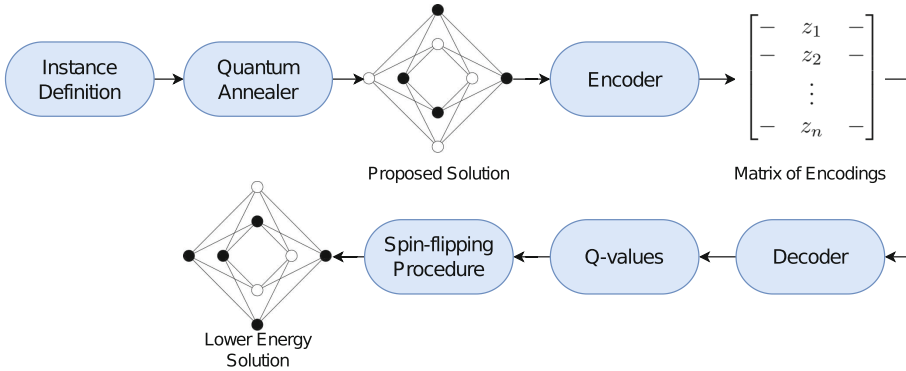 Instance
Definition
Quantum
Annealer
Proposed Solution
Encoder
— z₁ —
— z₂ —
⋮
— zₙ —
Matrix of Encodings
Decoder
Q-values
Spin-flipping
Procedure
Lower Energy
Solution